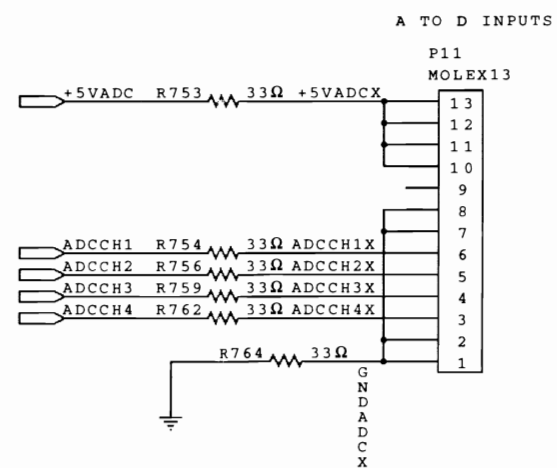 A TO D INPUTS
P11
MOLEX13
+5VADC R753 33Ω +5VADCX 13
12
11
10
9
8
7
ADCCH1 R754 33Ω ADCCH1X 6
ADCCH2 R756 33Ω ADCCH2X 5
ADCCH3 R759 33Ω ADCCH3X 4
ADCCH4 R762 33Ω ADCCH4X 3
2
R764 33Ω 1
GNDADCX